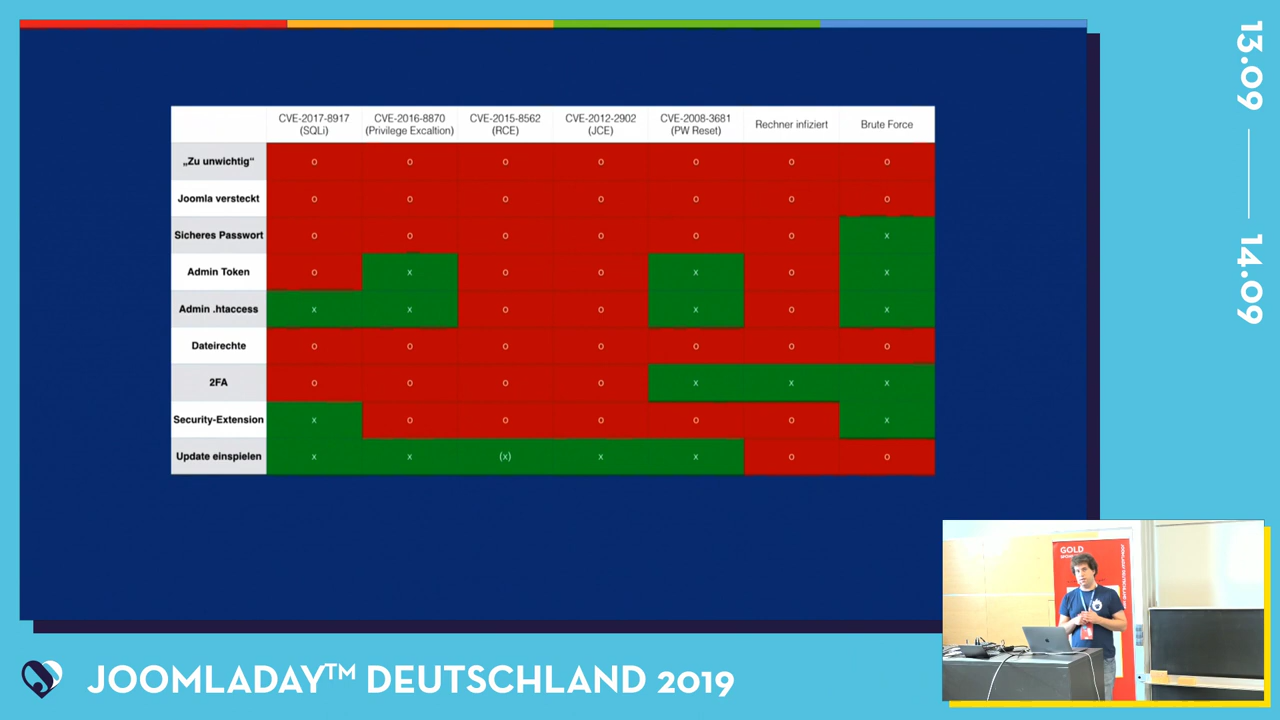 CVE-2017-8917 (SQLi) CVE-2016-8870 (Privilege Excaltion) CVE-2015-8562 (RCE) CVE-2012-2902 (JCE) CVE-2008-3681 (PW Reset) Rechner infiziert Brute Force
„Zu unwichtig“ o o o o o o o
Joomla versteckt o o o o o o o
Sicheres Passwort o o o o o o x
Admin Token o x o o x o x
Admin .htaccess x x o o x o x
Dateirechte o o o o o o o
2FA o o o o x x x
Security-Extension x o o o o o x
Update einspielen x x (x) x x o o
13.09
14.09
GOLD
JOOMLADAY™ DEUTSCHLAND 2019